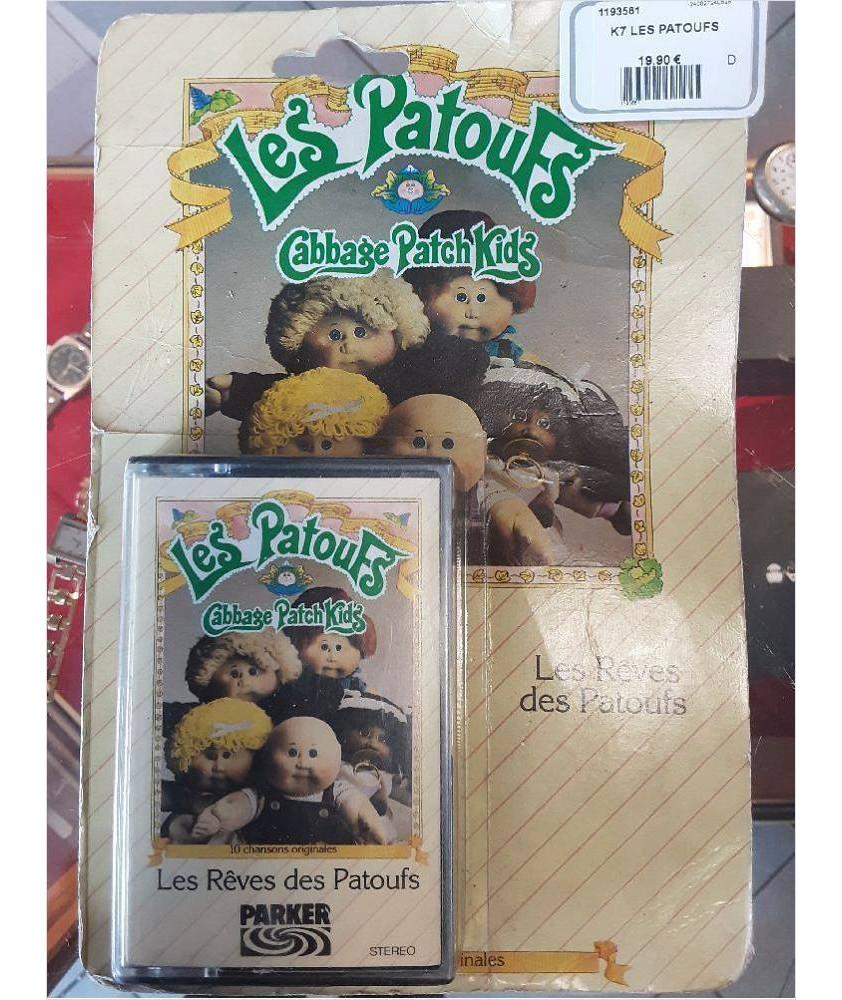 1193561
K7 LES PATOUFS
19.90 €
D
Les Patoufs
Cabbage Patch Kids
Les Rêves
des Patoufs
Les Patoufs
Cabbage Patch Kids
10 chansons originales
Les Rêves des Patoufs
PARKER
STEREO
inales